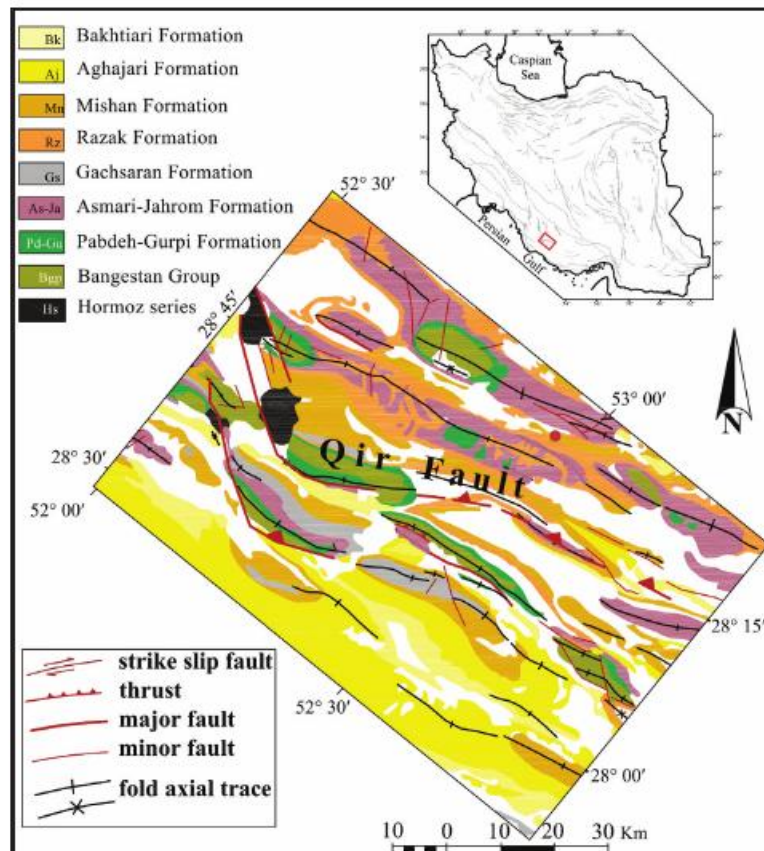 Bk Bakhtiari Formation
Aj Aghajari Formation
Mn Mishan Formation
Rz Razak Formation
Gs Gachsaran Formation
As-Ja Asmari-Jahrom Formation
Pd-Gu Pabdeh-Gurpi Formation
Bgp Bangestan Group
Hs Hormoz series
Caspian
Sea
Persian
Gulf
52° 30′
28° 45′
53° 00′
N
28° 30′
52° 00′
Qir Fault
28° 15′
52° 30′
28° 00′
strike slip fault
thrust
major fault
minor fault
fold axial trace
10 0 10 20 30 Km